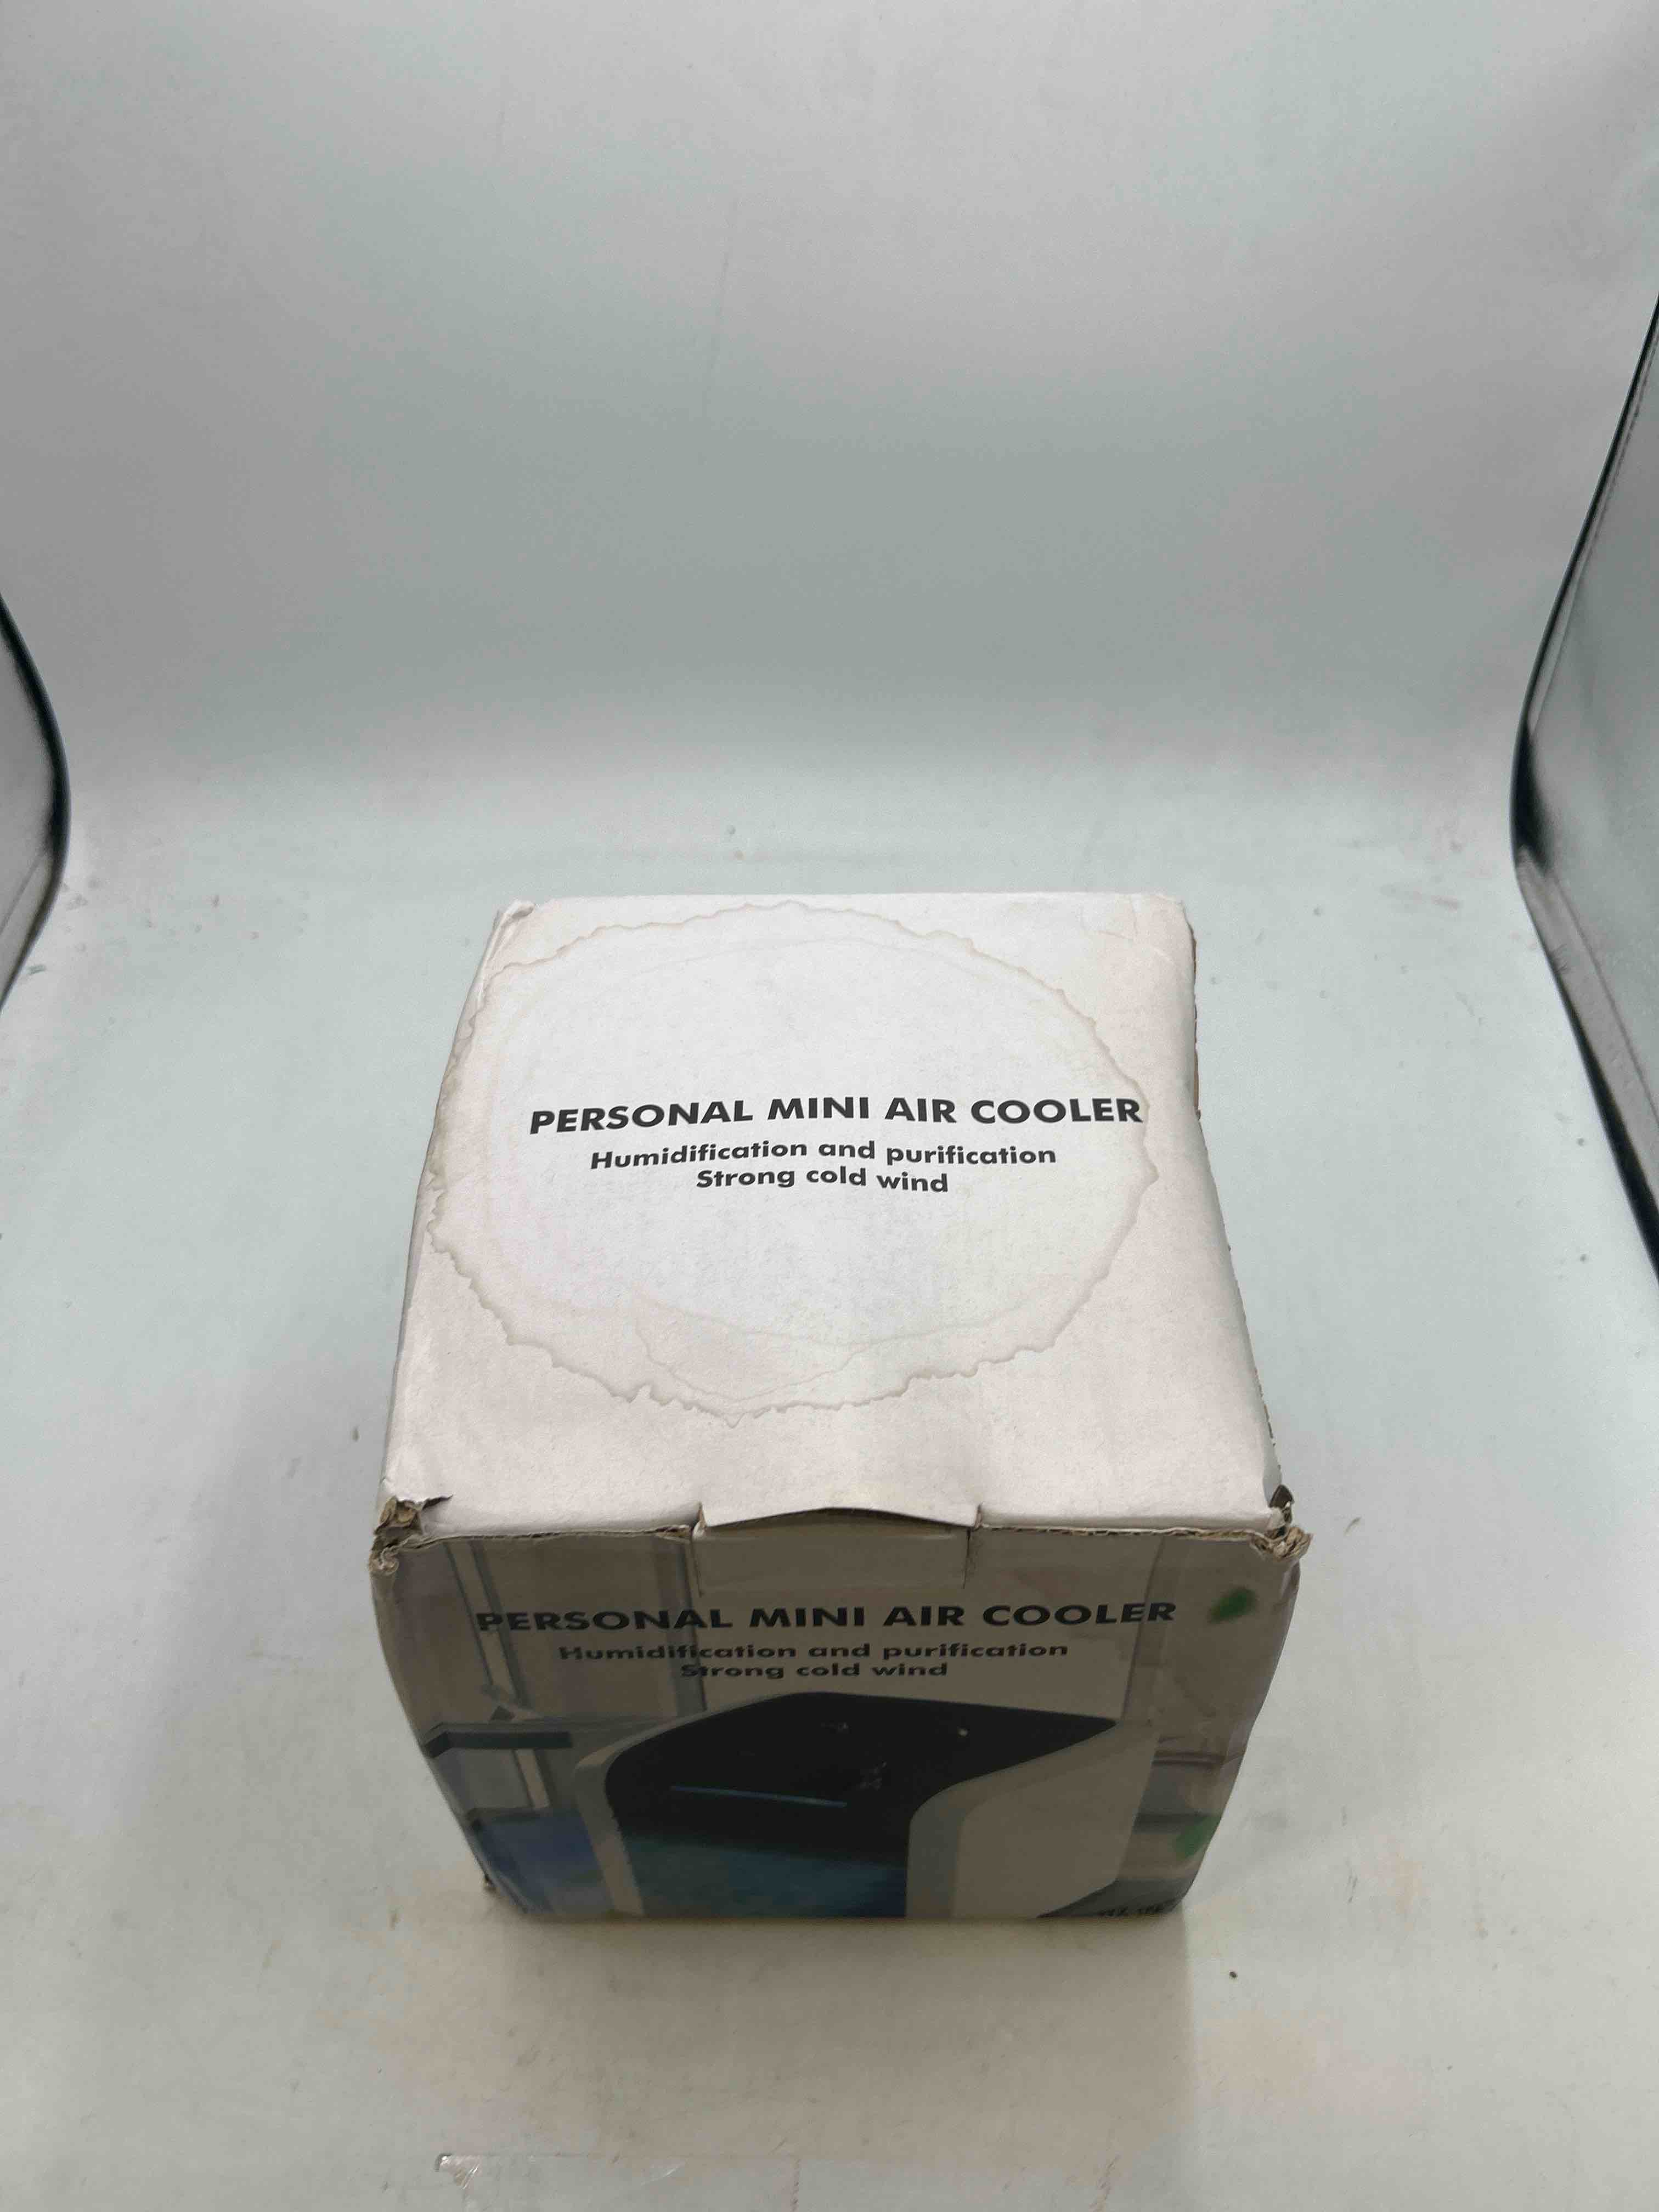 PERSONAL MINI AIR COOLER
Humidification and purification
Strong cold wind
PERSONAL MINI AIR COOLER
Humidification and purification
Strong cold wind